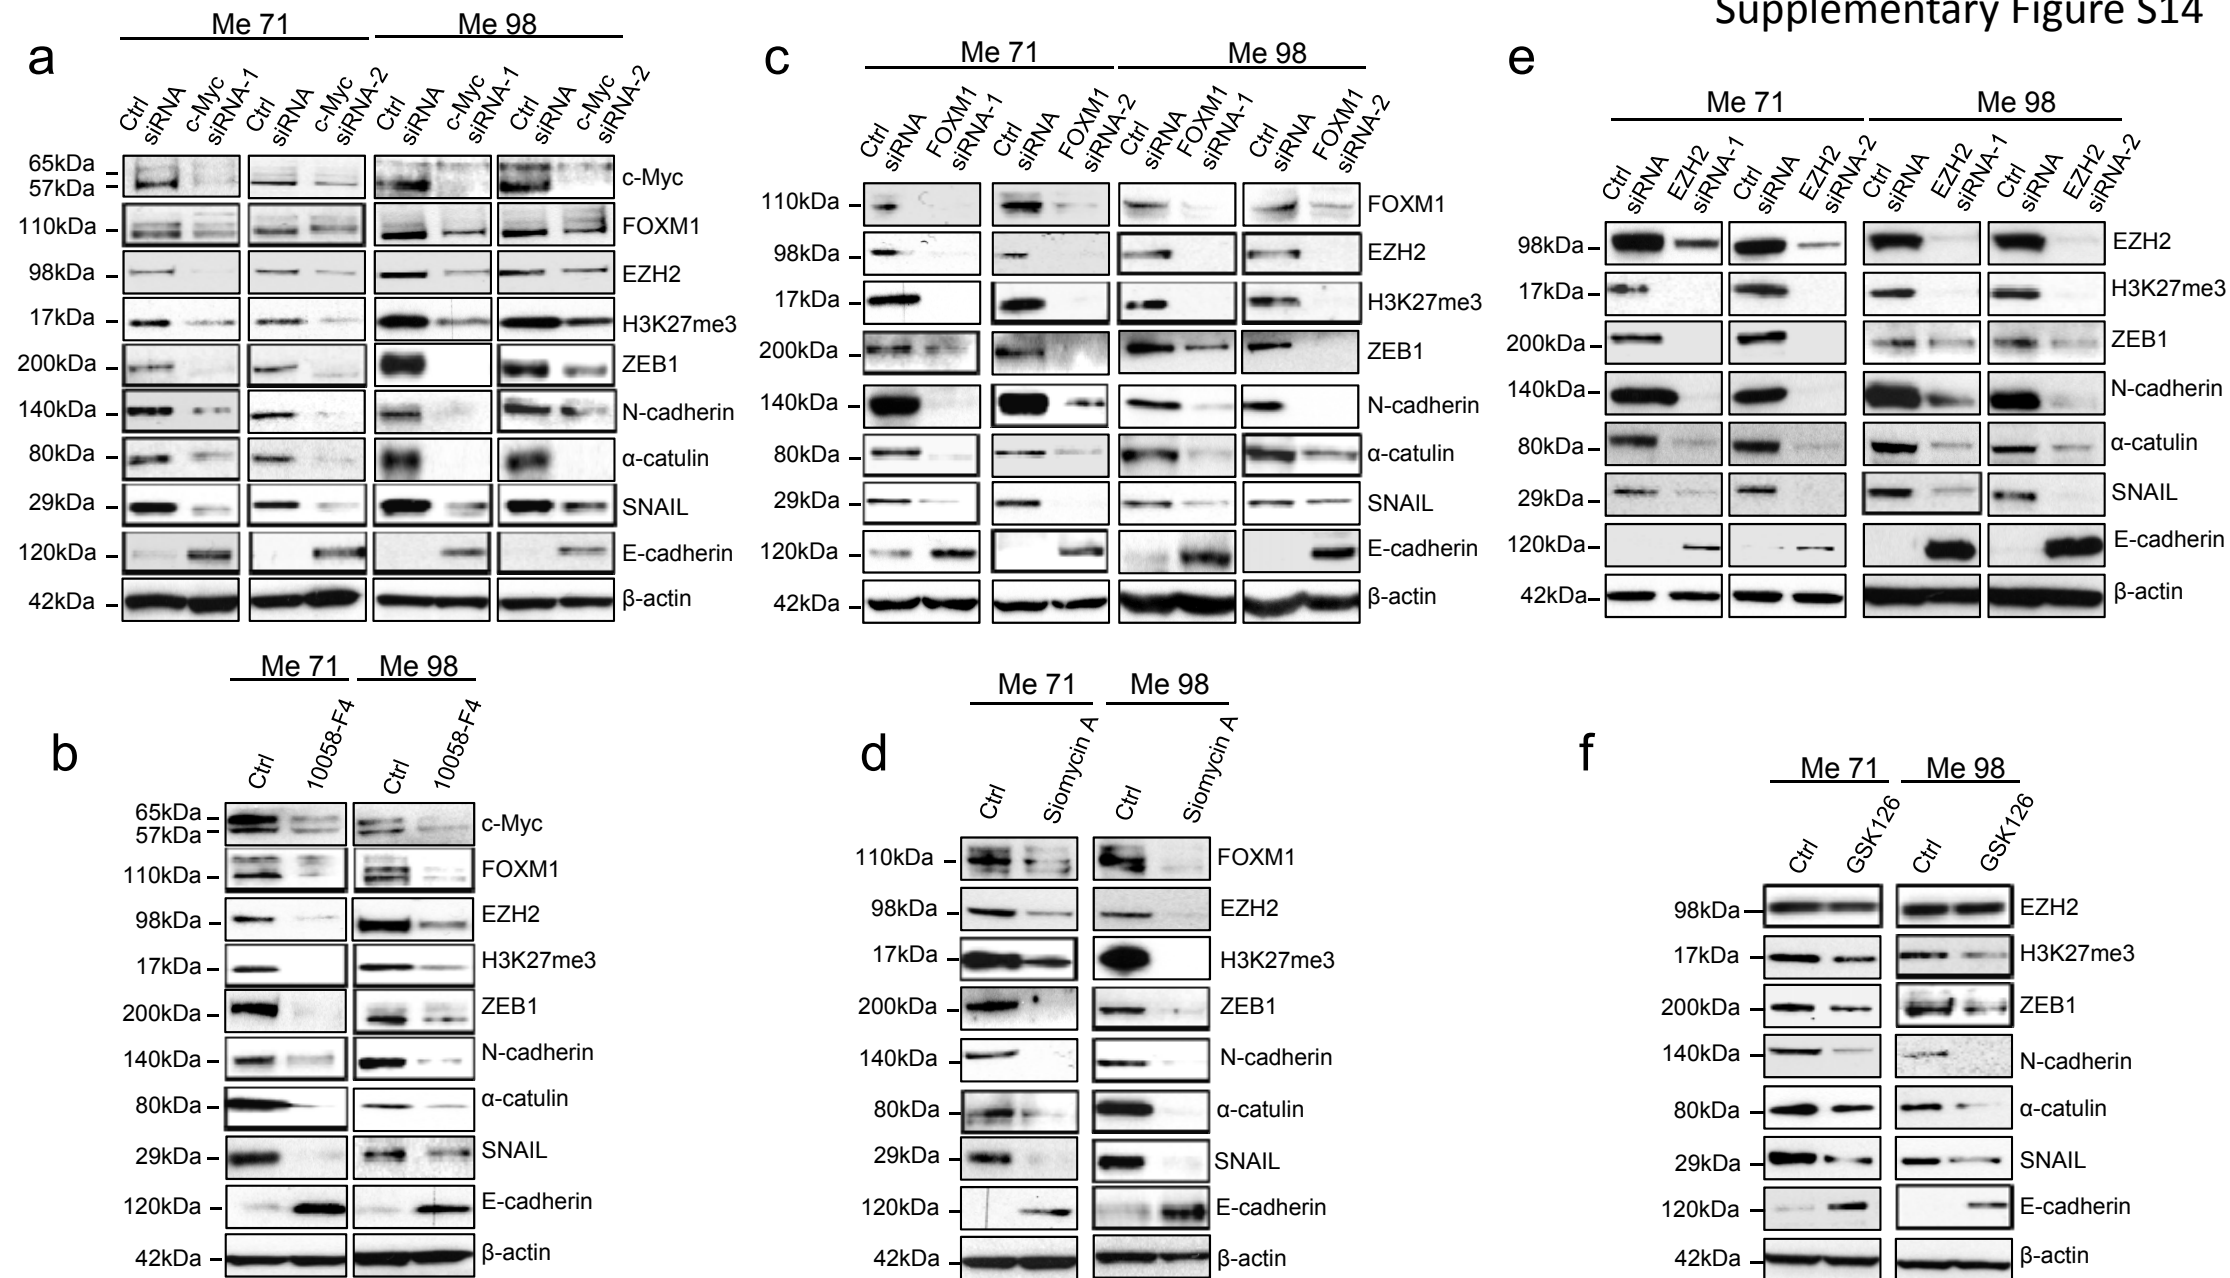 Supplementary Figure S14
a
Me 71
Me 98
Ctrl
siRNA
c-Myc
siRNA-1
Ctrl
siRNA
c-Myc
siRNA-2
Ctrl
siRNA
c-Myc
siRNA-1
Ctrl
siRNA
c-Myc
siRNA-2
65kDa
57kDa
c-Myc
110kDa
FOXM1
98kDa
EZH2
17kDa
H3K27me3
200kDa
ZEB1
140kDa
N-cadherin
80kDa
α-catulin
29kDa
SNAIL
120kDa
E-cadherin
42kDa
β-actin
c
Me 71
Me 98
Ctrl
siRNA
FOXM1
siRNA-1
Ctrl
siRNA
FOXM1
siRNA-2
Ctrl
siRNA
FOXM1
siRNA-1
Ctrl
siRNA
FOXM1
siRNA-2
110kDa
FOXM1
98kDa
EZH2
17kDa
H3K27me3
200kDa
ZEB1
140kDa
N-cadherin
80kDa
α-catulin
29kDa
SNAIL
120kDa
E-cadherin
42kDa
β-actin
e
Me 71
Me 98
Ctrl
siRNA
EZH2
siRNA-1
Ctrl
siRNA
EZH2
siRNA-2
Ctrl
siRNA
EZH2
siRNA-1
Ctrl
siRNA
EZH2
siRNA-2
98kDa
EZH2
17kDa
H3K27me3
200kDa
ZEB1
140kDa
N-cadherin
80kDa
α-catulin
29kDa
SNAIL
120kDa
E-cadherin
42kDa
β-actin
b
Me 71
Me 98
Ctrl
10058-F4
Ctrl
10058-F4
65kDa
57kDa
c-Myc
110kDa
FOXM1
98kDa
EZH2
17kDa
H3K27me3
200kDa
ZEB1
140kDa
N-cadherin
80kDa
α-catulin
29kDa
SNAIL
120kDa
E-cadherin
42kDa
β-actin
d
Me 71
Me 98
Ctrl
Siomycin A
Ctrl
Siomycin A
110kDa
FOXM1
98kDa
EZH2
17kDa
H3K27me3
200kDa
ZEB1
140kDa
N-cadherin
80kDa
α-catulin
29kDa
SNAIL
120kDa
E-cadherin
42kDa
β-actin
f
Me 71
Me 98
Ctrl
GSK126
Ctrl
GSK126
98kDa
EZH2
17kDa
H3K27me3
200kDa
ZEB1
140kDa
N-cadherin
80kDa
α-catulin
29kDa
SNAIL
120kDa
E-cadherin
42kDa
β-actin